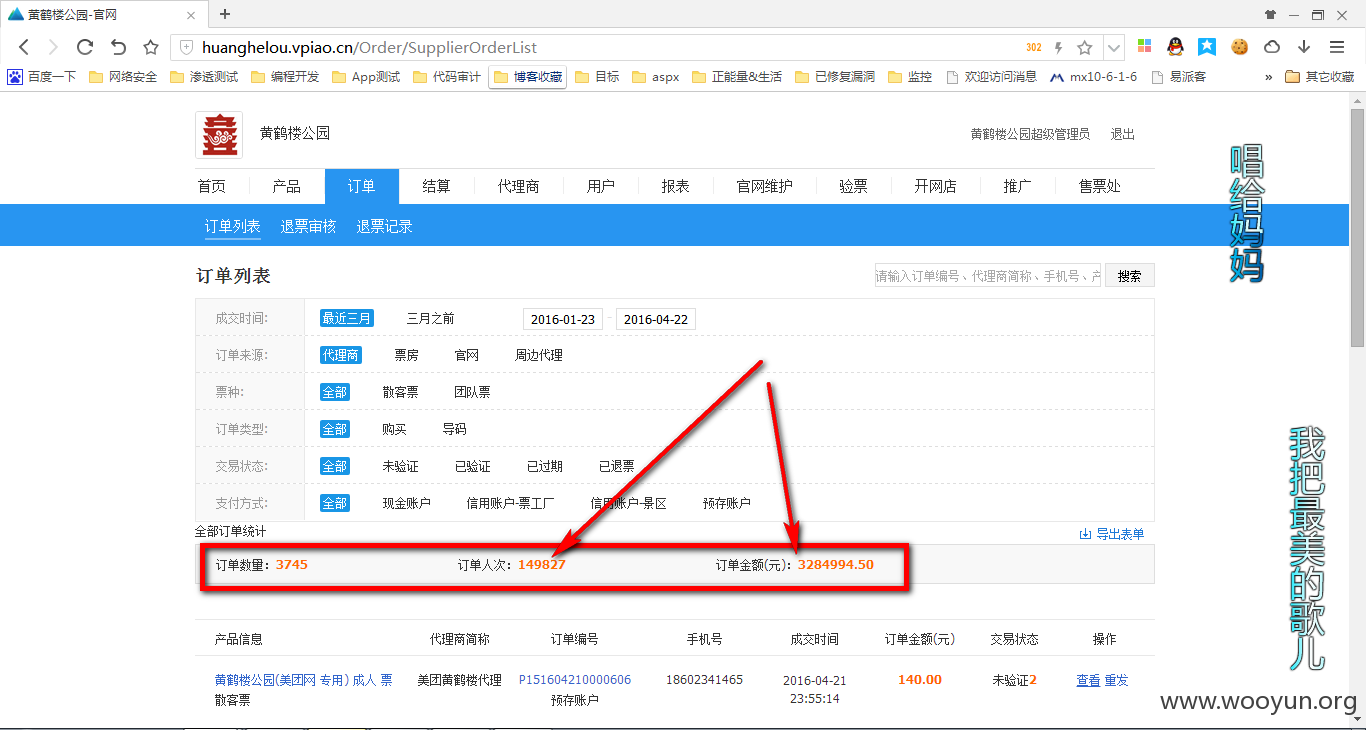 黄鹤楼公园-官网
huanghelou.vpiao.cn/Order/SupplierOrderList
302
百度一下 网络安全 渗透测试 编程开发 App测试 代码审计 博客收藏 目标 aspx 正能量&生活 已修复漏洞 监控 欢迎访问消息 mx10-6-1-6 易派客 » 其它收藏
黄鹤楼公园
黄鹤楼公园超级管理员 退出
首页 产品 订单 结算 代理商 用户 报表 官网维护 验票 开网店 推广 售票处
订单列表 退票审核 退票记录
订单列表
请输入订单编号、代理商简称、手机号、产 搜索
成交时间: 最近三月 三月之前 2016-01-23 - 2016-04-22
订单来源: 代理商 票房 官网 周边代理
票种: 全部 散客票 团队票
订单类型: 全部 购买 导码
交易状态: 全部 未验证 已验证 已过期 已退票
支付方式: 全部 现金账户 信用账户-票工厂 信用账户-景区 预存账户
全部订单统计 导出表单
订单数量: 3745 订单人次: 149827 订单金额(元): 3284994.50
产品信息 代理商简称 订单编号 手机号 成交时间 订单金额(元) 交易状态 操作
黄鹤楼公园(美团网 专用) 成人 票 美团黄鹤楼代理 P151604210000606 18602341465 2016-04-21 140.00 未验证2 查看 重发
散客票 预存账户 23:55:14
唱给妈妈
我把最美的歌儿
www.wooyun.org